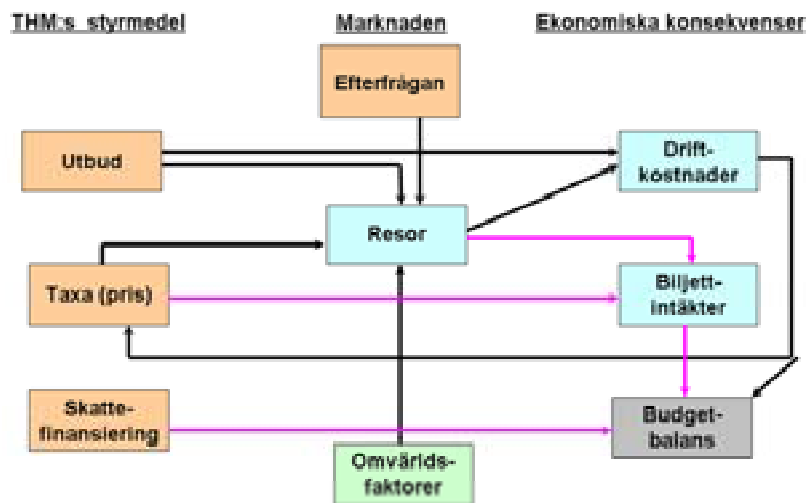 THM:s styrmedel
Marknaden
Ekonomiska konsekvenser
Efterfrågan
Utbud
Drift-
kostnader
Resor
Taxa (pris)
Biljett-
intäkter
Skatte-
finansiering
Budget-
balans
Omvärlds-
faktorer